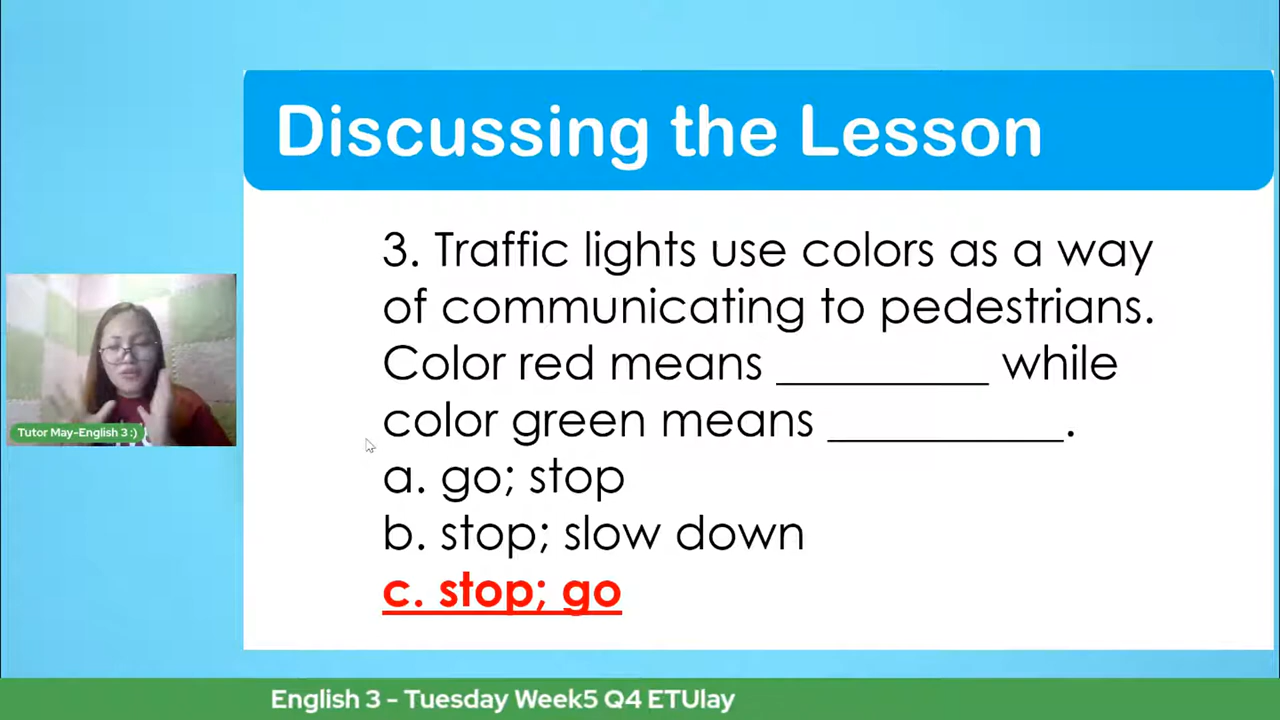 Discussing the Lesson
3. Traffic lights use colors as a way
of communicating to pedestrians.
Color red means _________ while
color green means __________.
a. go; stop
b. stop; slow down
c. stop; go
Tutor May-English 3 :)
English 3 - Tuesday Week5 Q4 ETUlay